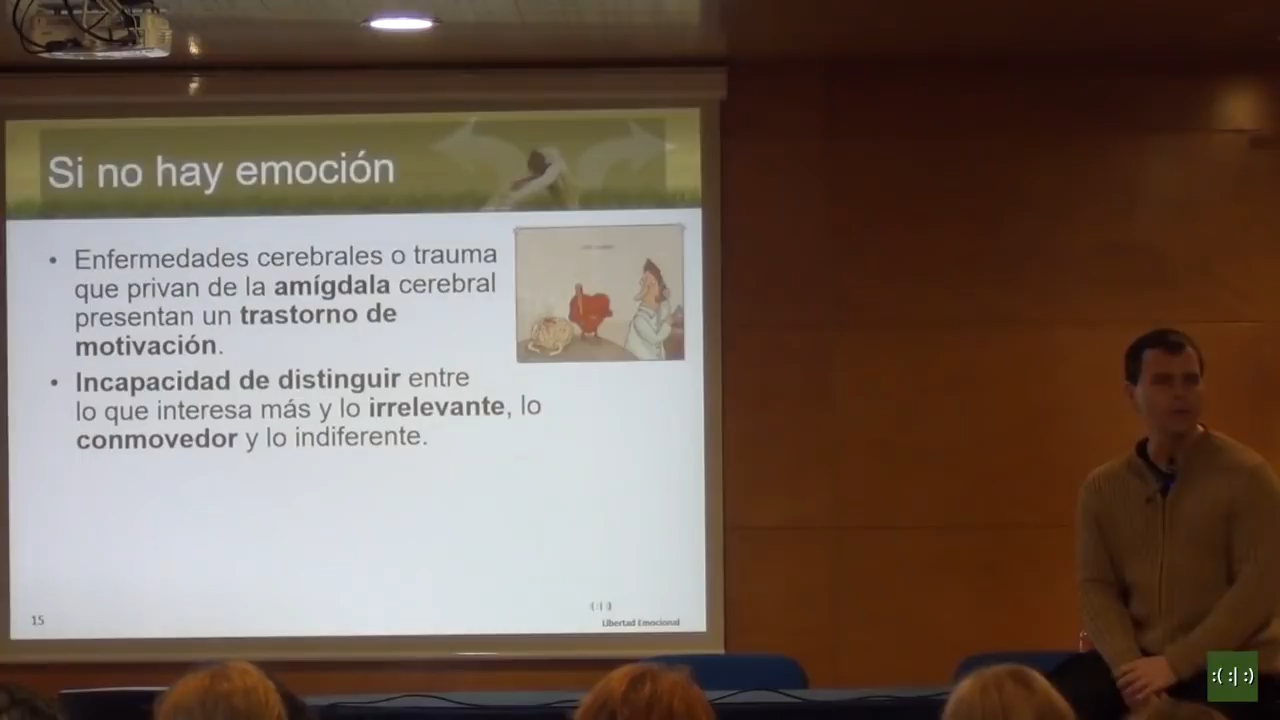 Si no hay emoción
• Enfermedades cerebrales o trauma
que privan de la amígdala cerebral
presentan un trastorno de
motivación.
• Incapacidad de distinguir entre
lo que interesa más y lo irrelevante, lo
conmovedor y lo indiferente.
15
:( :| :)
Libertad Emocional
:( :| :)